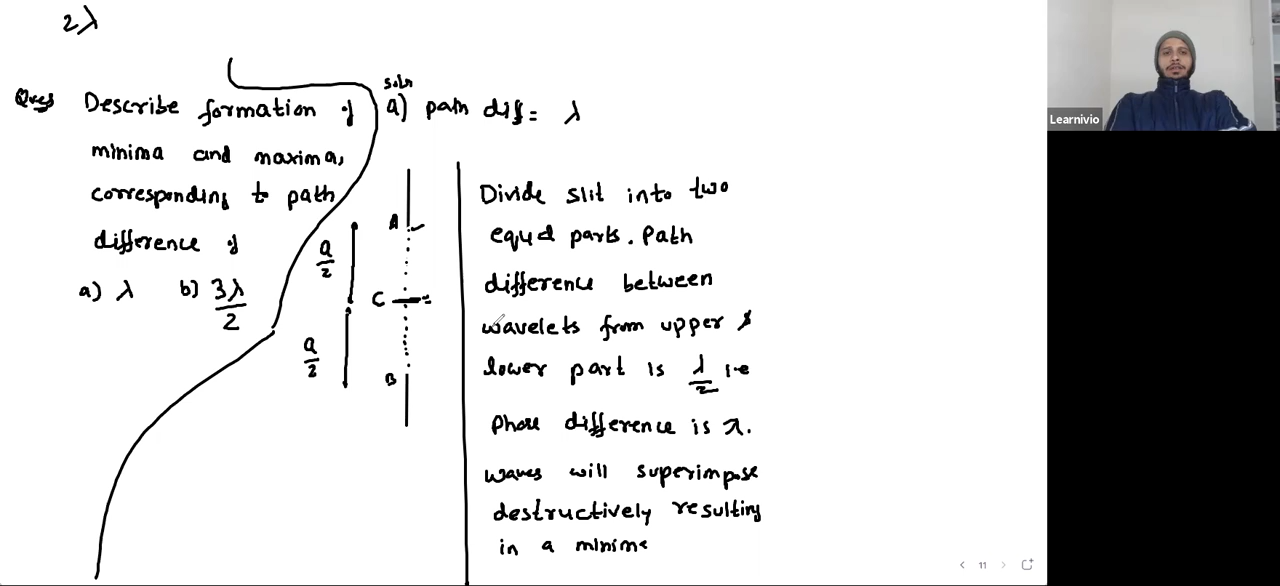 2λ
Ques Describe formation of
minima and maxima,
corresponding to path
difference of
a) λ b) 3λ/2
Soln
a) path diff = λ
A
a/2
C
a/2
B
Divide slit into two
equal parts. Path
difference between
wavelets from upper &
lower part is λ/2 i.e
Phase difference is π.
waves will superimpose
destructively resulting
in a minima
Learnivio
11